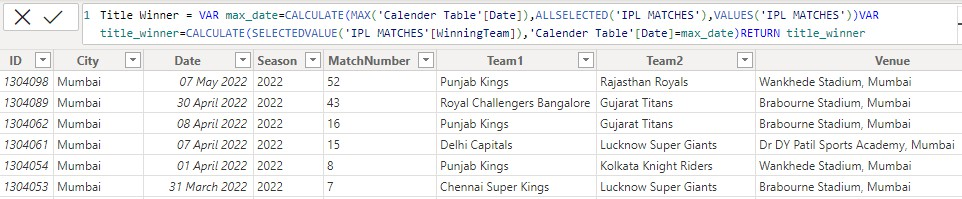 1 Title Winner = VAR max_date=CALCULATE(MAX('Calender Table'[Date]),ALLSELECTED('IPL MATCHES'),VALUES('IPL MATCHES'))VAR
title_winner=CALCULATE(SELECTEDVALUE('IPL MATCHES'[WinningTeam]),'Calender Table'[Date]=max_date)RETURN title_winner
ID City Date Season MatchNumber Team1 Team2 Venue
1304098 Mumbai 07 May 2022 2022 52 Punjab Kings Rajasthan Royals Wankhede Stadium, Mumbai
1304089 Mumbai 30 April 2022 2022 43 Royal Challengers Bangalore Gujarat Titans Brabourne Stadium, Mumbai
1304062 Mumbai 08 April 2022 2022 16 Punjab Kings Gujarat Titans Brabourne Stadium, Mumbai
1304061 Mumbai 07 April 2022 2022 15 Delhi Capitals Lucknow Super Giants Dr DY Patil Sports Academy, Mumbai
1304054 Mumbai 01 April 2022 2022 8 Punjab Kings Kolkata Knight Riders Wankhede Stadium, Mumbai
1304053 Mumbai 31 March 2022 2022 7 Chennai Super Kings Lucknow Super Giants Brabourne Stadium, Mumbai